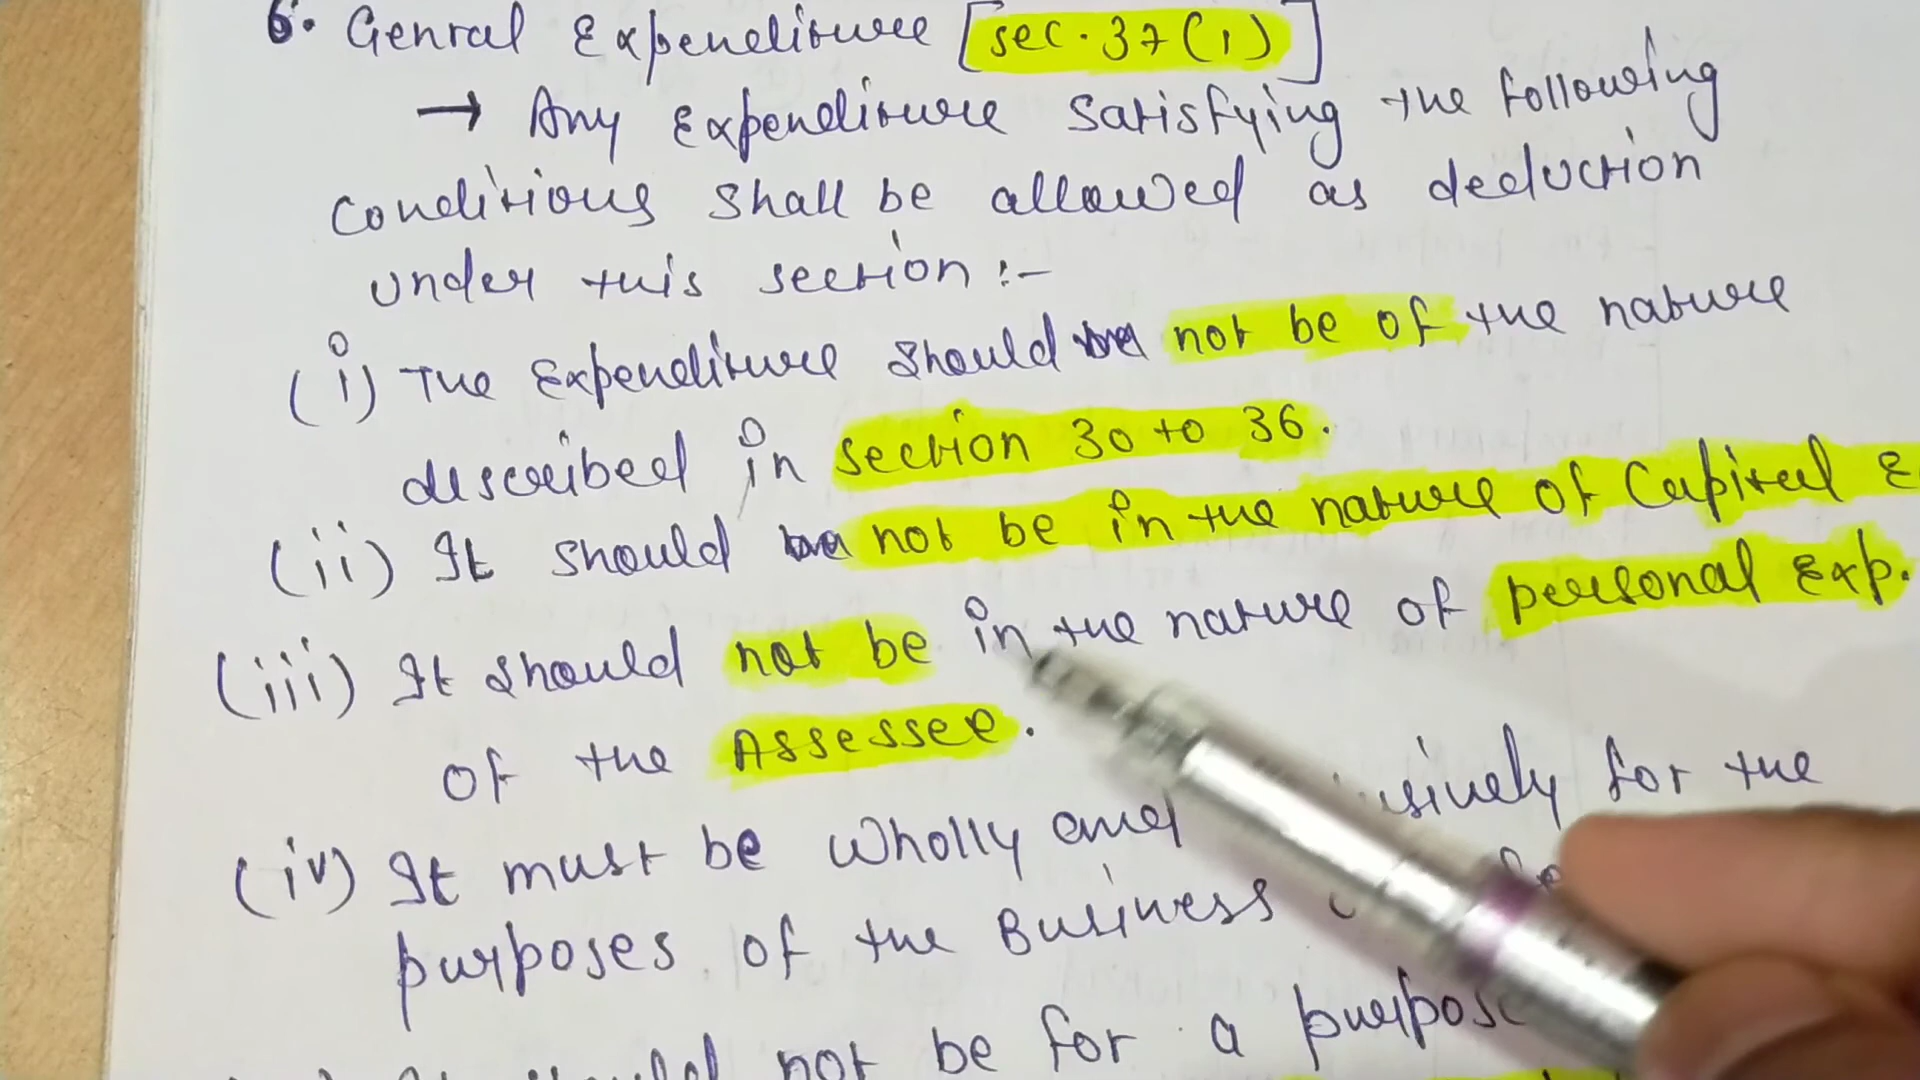 6. Genral Expenditure [sec. 37(1)]
→ Any Expenditure Satisfying the following
conditions shall be allowed as deduction
under this section :-
(i) The Expenditure should not be of the nature
described in section 30 to 36.
(ii) It should not be in the nature of Capital E
(iii) It should not be in the nature of personal Exp.
of the Assessee.
(iv) It must be wholly and for the
purposes of the Business
not be for a